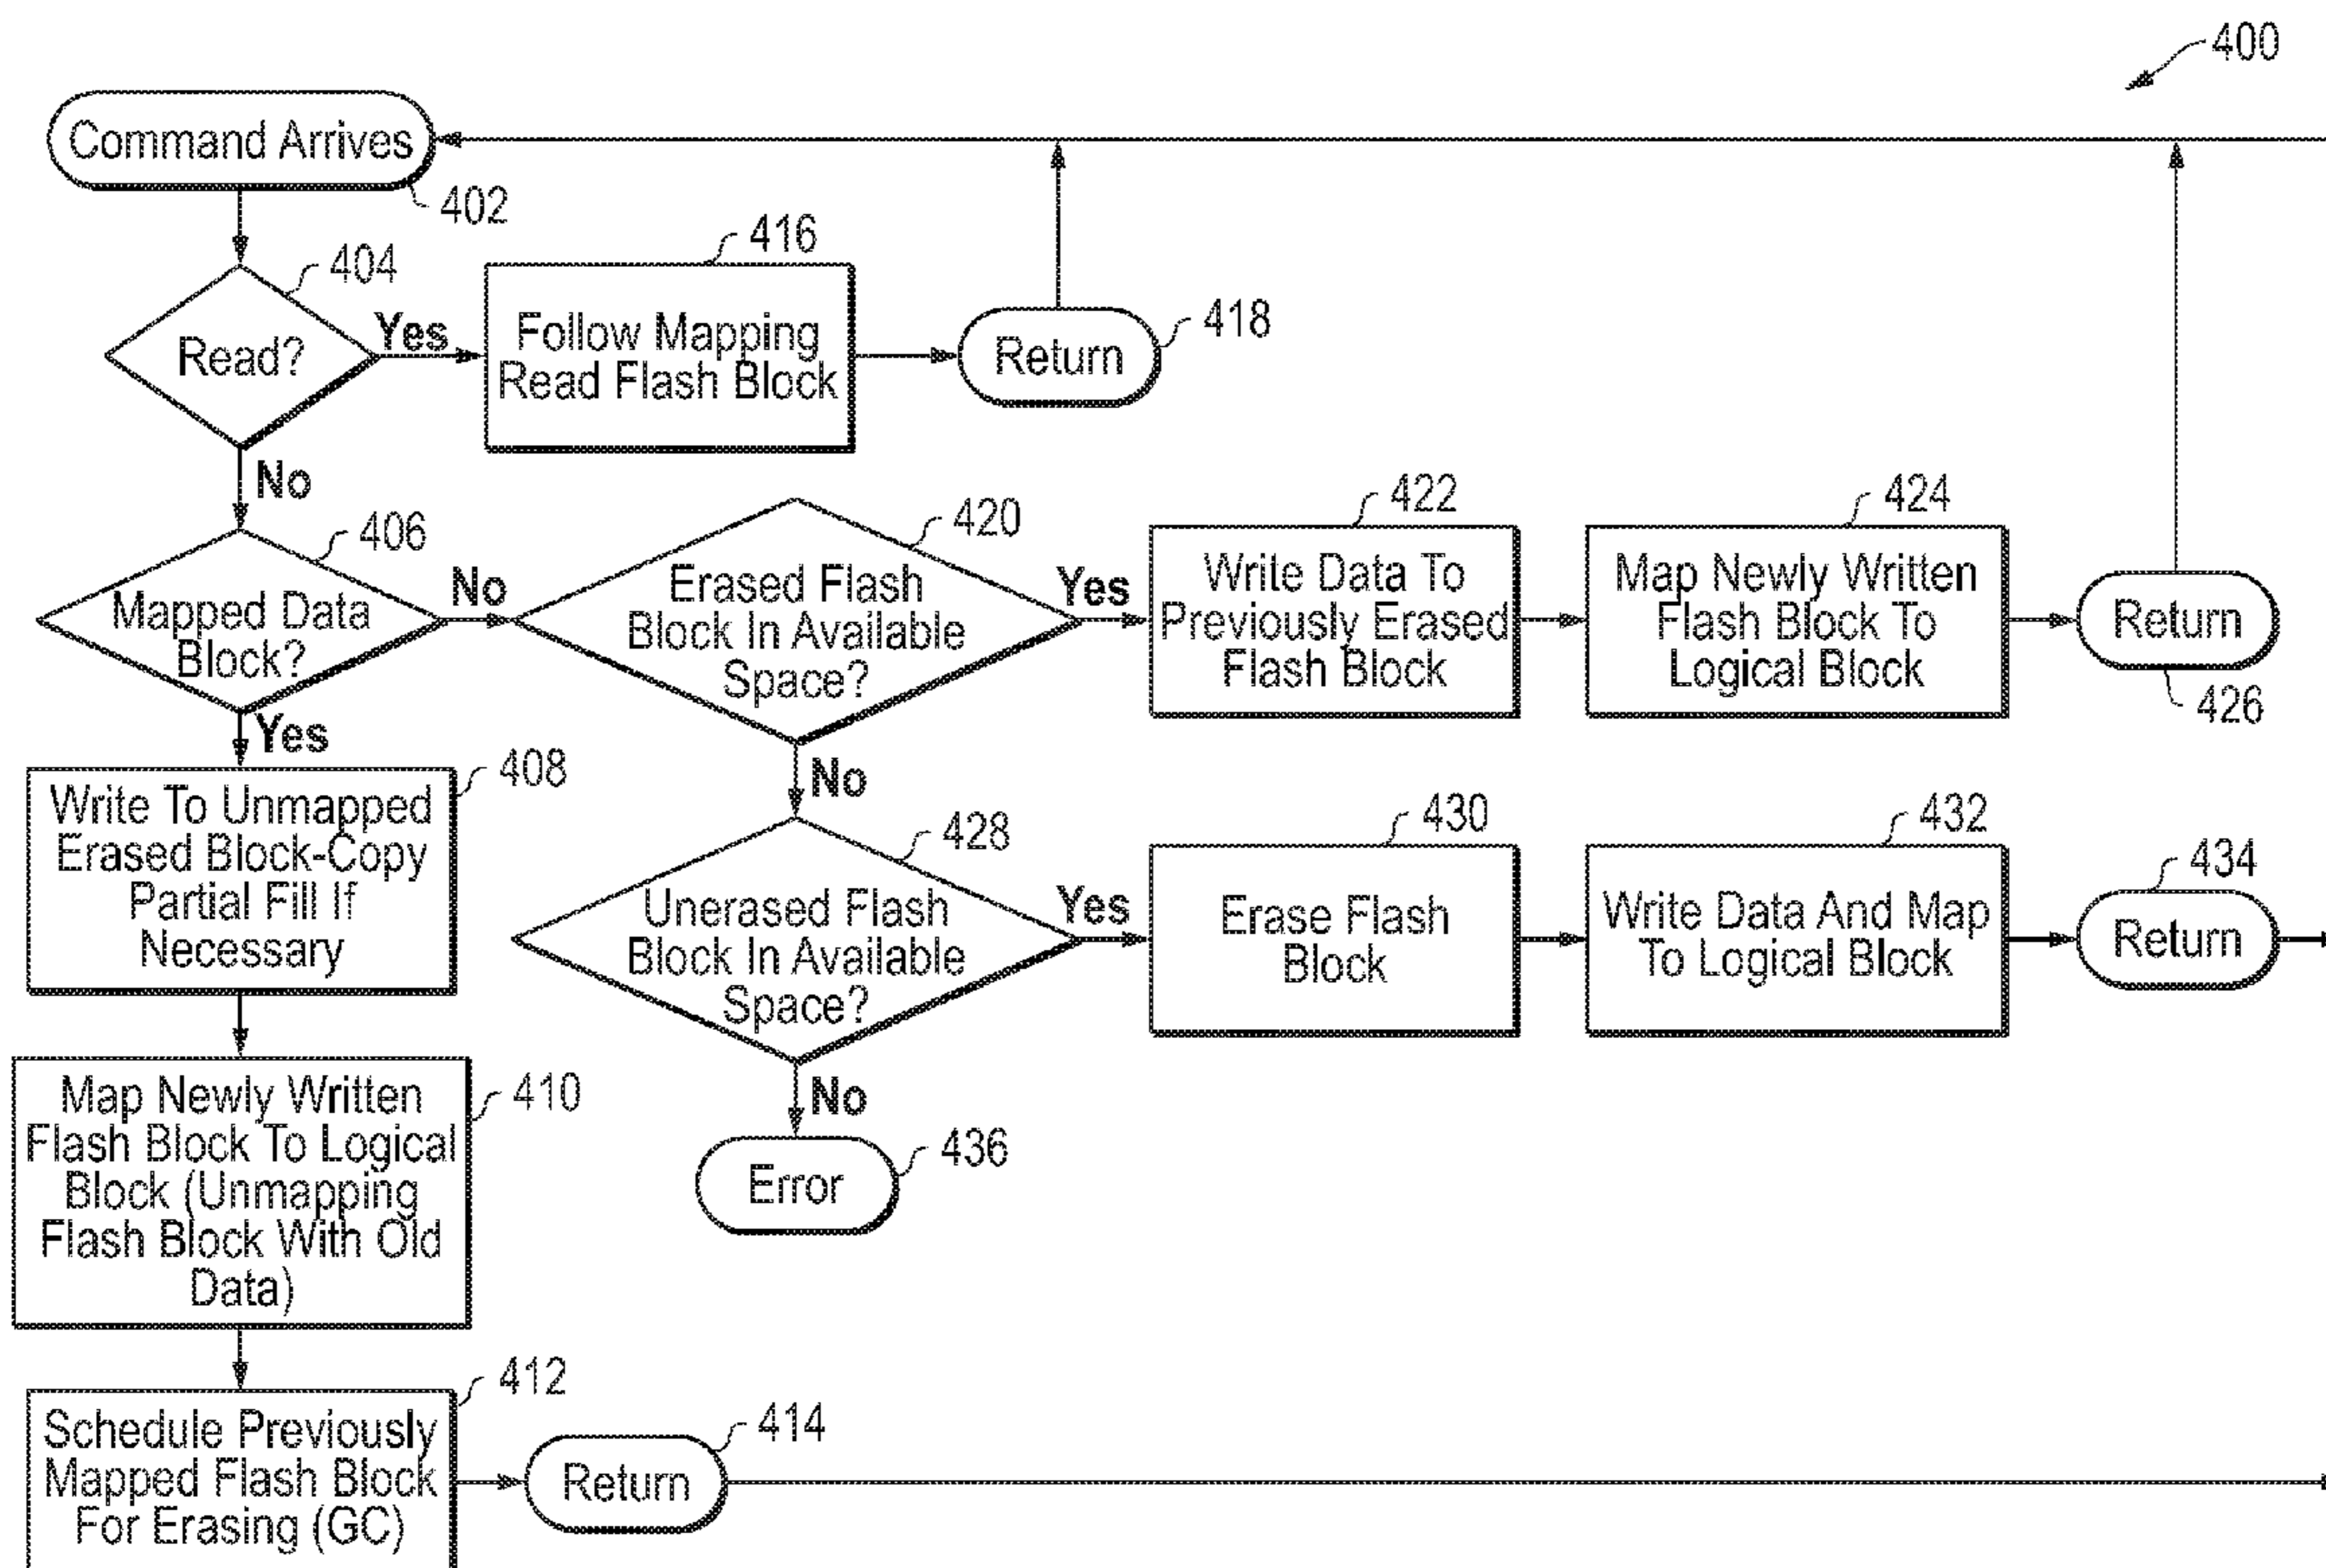 400
Command Arrives
402
404
Read?
Yes
No
416
Follow Mapping
Read Flash Block
Return
418
406
Mapped Data
Block?
No
Yes
420
Erased Flash
Block In Available
Space?
Yes
No
422
Write Data To
Previously Erased
Flash Block
424
Map Newly Written
Flash Block To
Logical Block
Return
426
408
Write To Unmapped
Erased Block-Copy
Partial Fill If
Necessary
428
Unerased Flash
Block In Available
Space?
Yes
No
430
Erase Flash
Block
432
Write Data And Map
To Logical Block
434
Return
Error
436
410
Map Newly Written
Flash Block To Logical
Block (Unmapping
Flash Block With Old
Data)
412
Schedule Previously
Mapped Flash Block
For Erasing (GC)
414
Return